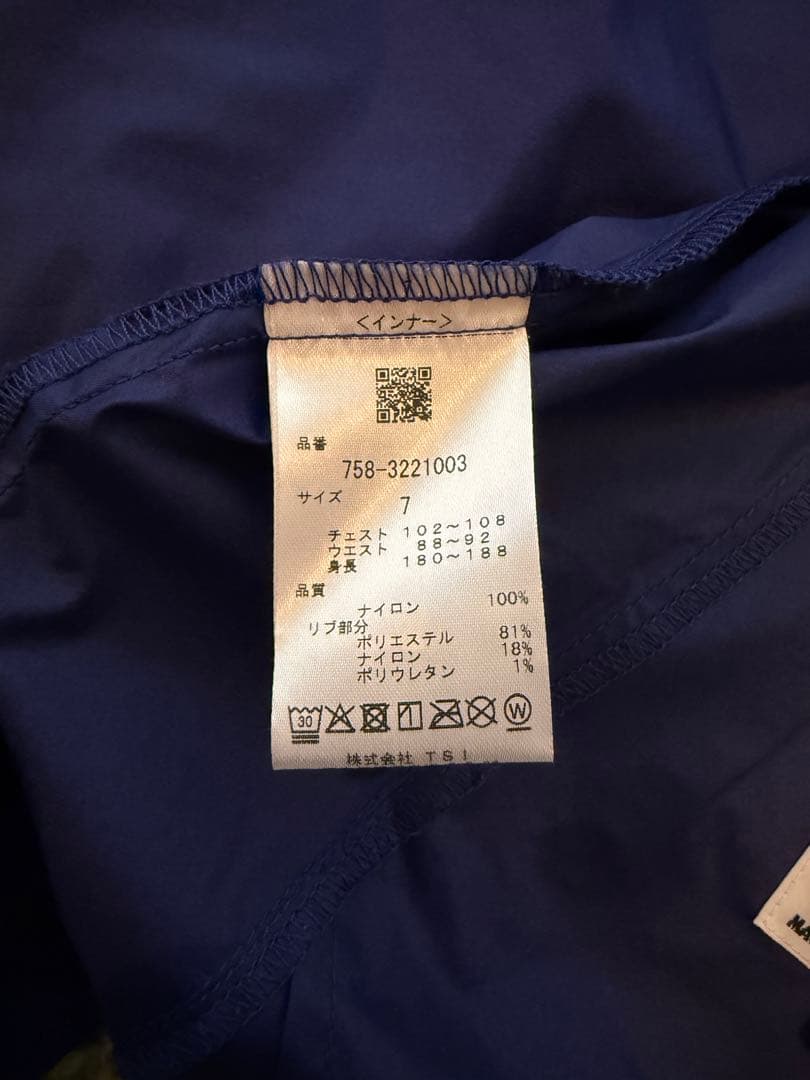 <インナー>
品番
758-3221003
サイズ 7
チェスト 102～108
ウエスト 88～92
身長 180～188
品質
ナイロン 100%
リブ部分
ポリエステル 81%
ナイロン 18%
ポリウレタン 1%
30 W
株式会社 TSI